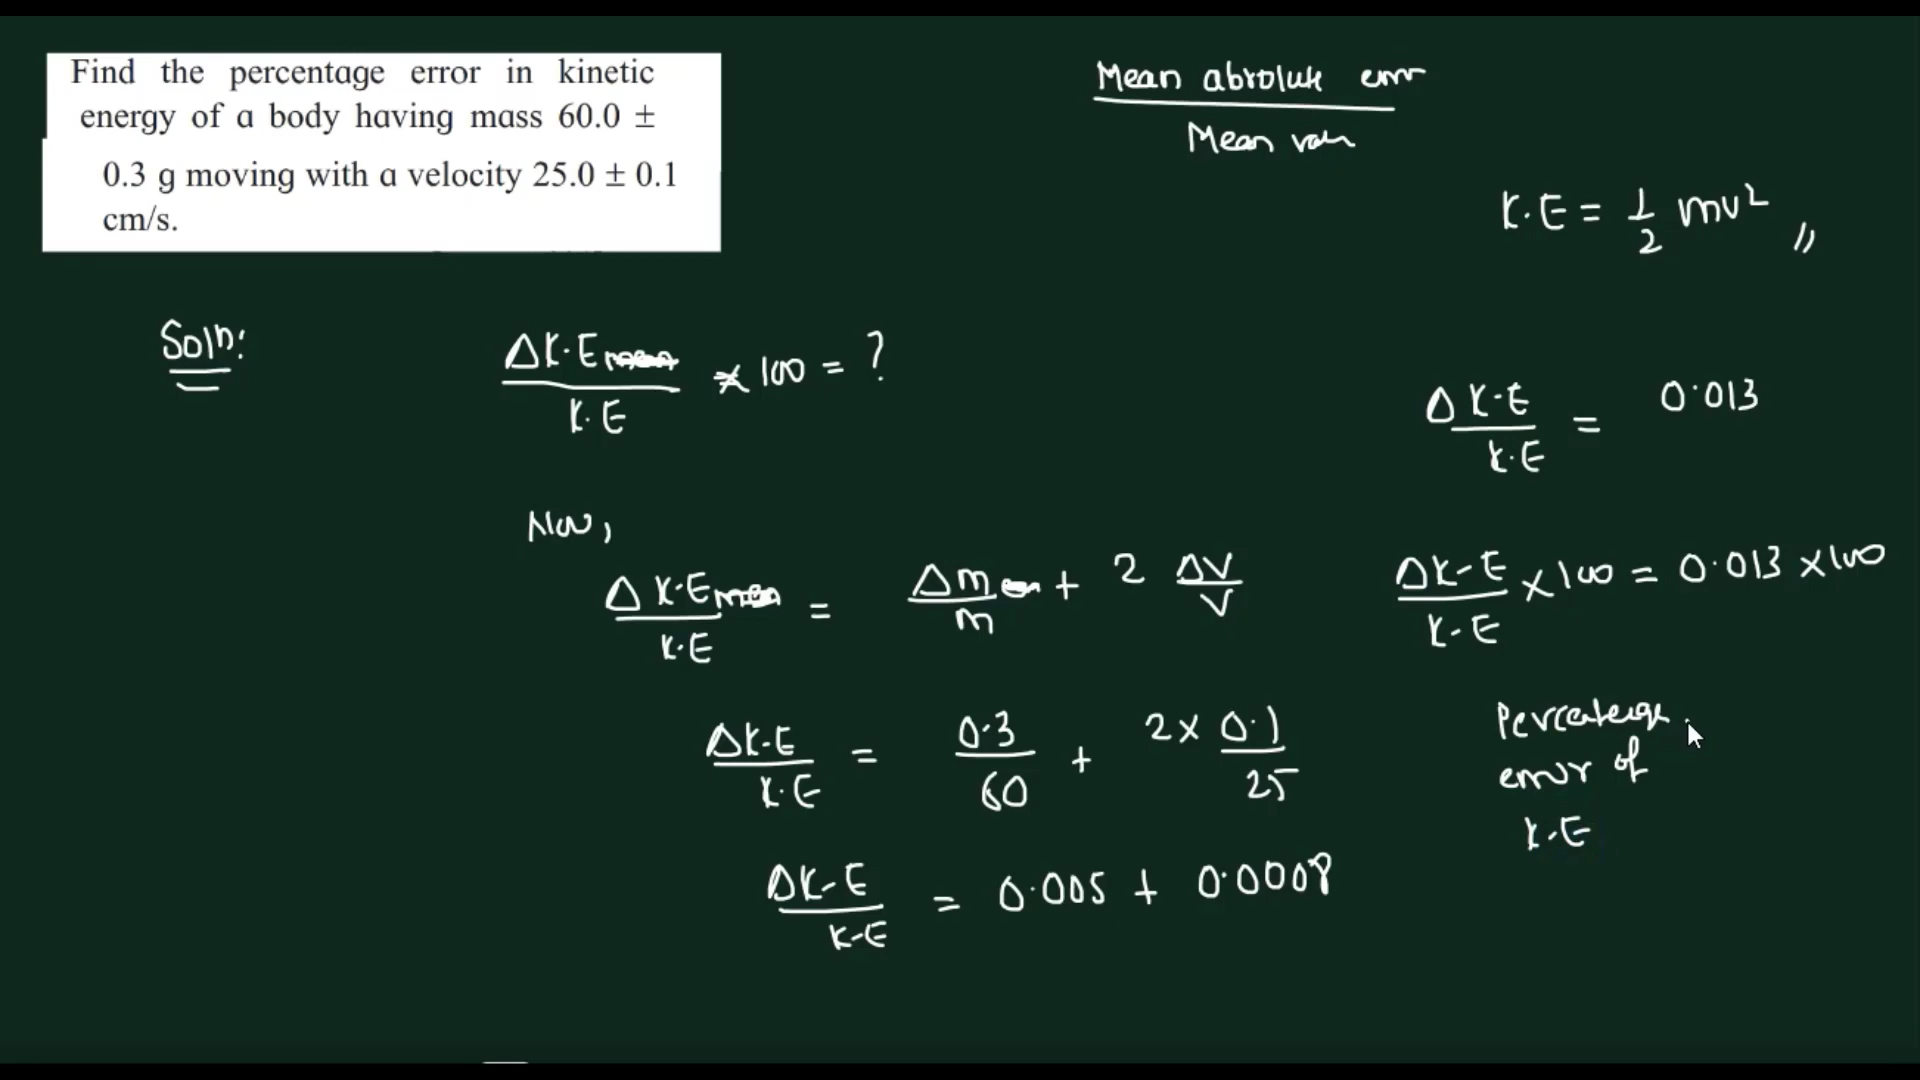 Find the percentage error in kinetic
energy of a body having mass 60.0 ±
0.3 g moving with a velocity 25.0 ± 0.1
cm/s.
Mean absolute error
Mean valu
K.E = 1/2 mv²
Soln:
ΔK.E / K.E × 100 = ?
Now,
ΔK.E / K.E = Δm / m + 2 ΔV / V
ΔK.E / K.E = 0.3 / 60 + 2 × 0.1 / 25
ΔK-E / K-E = 0.005 + 0.0008
ΔK-E / K.E = 0.013
ΔK-E / K-E × 100 = 0.013 × 100
Percentage
error of
K-E